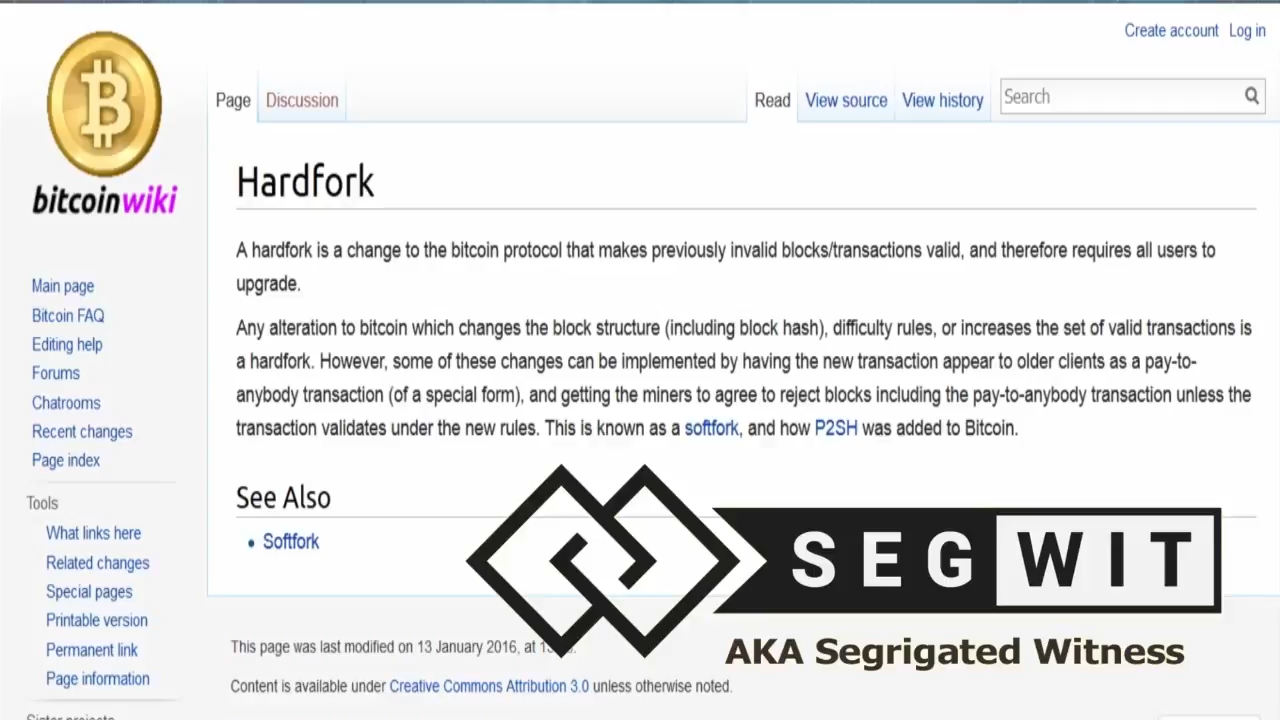 Create account Log in
Page Discussion Read View source View history Search
bitcoinwiki
Hardfork
A hardfork is a change to the bitcoin protocol that makes previously invalid blocks/transactions valid, and therefore requires all users to
upgrade.
Any alteration to bitcoin which changes the block structure (including block hash), difficulty rules, or increases the set of valid transactions is
a hardfork. However, some of these changes can be implemented by having the new transaction appear to older clients as a pay-to-
anybody transaction (of a special form), and getting the miners to agree to reject blocks including the pay-to-anybody transaction unless the
transaction validates under the new rules. This is known as a softfork, and how P2SH was added to Bitcoin.
See Also
• Softfork
This page was last modified on 13 January 2016, at
Content is available under Creative Commons Attribution 3.0 unless otherwise noted.
Main page
Bitcoin FAQ
Editing help
Forums
Chatrooms
Recent changes
Page index
Tools
What links here
Related changes
Special pages
Printable version
Permanent link
Page information
Sister projects
SEGWIT
AKA Segrigated Witness